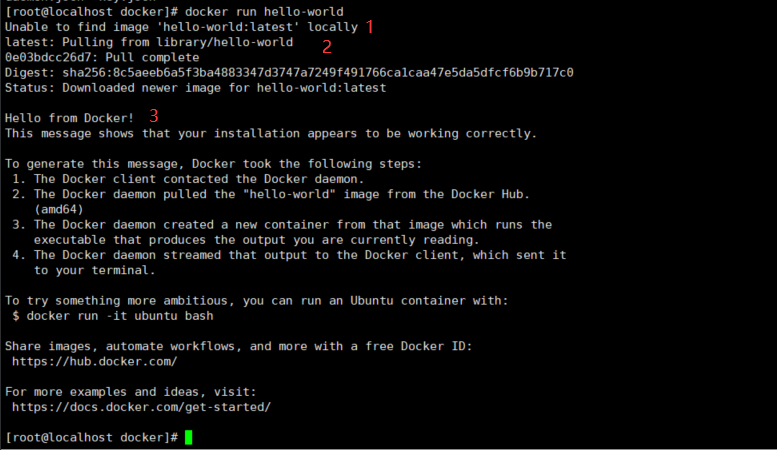 [root@localhost docker]# docker run hello-world
Unable to find image 'hello-world:latest' locally 1
latest: Pulling from library/hello-world 2
0e03bdcc26d7: Pull complete
Digest: sha256:8c5aeeb6a5f3ba4883347d3747a7249f491766ca1caa47e5da5dfcf6b9b717c0
Status: Downloaded newer image for hello-world:latest
Hello from Docker! 3
This message shows that your installation appears to be working correctly.
To generate this message, Docker took the following steps:
1. The Docker client contacted the Docker daemon.
2. The Docker daemon pulled the "hello-world" image from the Docker Hub.
(amd64)
3. The Docker daemon created a new container from that image which runs the
executable that produces the output you are currently reading.
4. The Docker daemon streamed that output to the Docker client, which sent it
to your terminal.
To try something more ambitious, you can run an Ubuntu container with:
$ docker run -it ubuntu bash
Share images, automate workflows, and more with a free Docker ID:
https://hub.docker.com/
For more examples and ideas, visit:
https://docs.docker.com/get-started/
[root@localhost docker]#